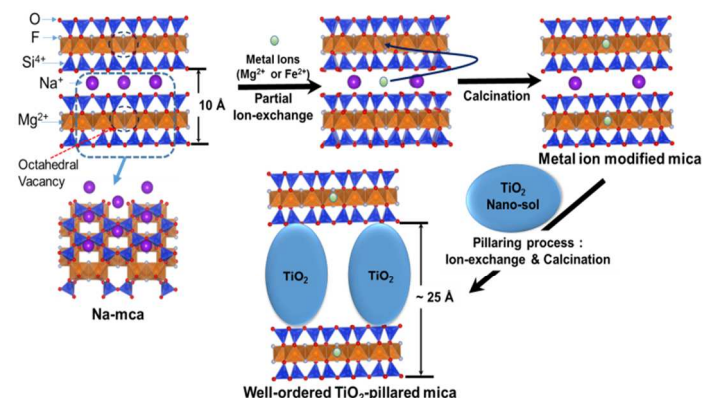 O
F
Si⁴⁺
Na⁺
Mg²⁺
Octahedral
Vacancy
10 Å
Na-mca
Metal Ions
(Mg²⁺ or Fe²⁺)
Partial
Ion-exchange
Calcination
Metal ion modified mica
TiO₂
Nano-sol
Pillaring process :
Ion-exchange & Calcination
TiO₂
TiO₂
~ 25 Å
Well-ordered TiO₂-pillared mica